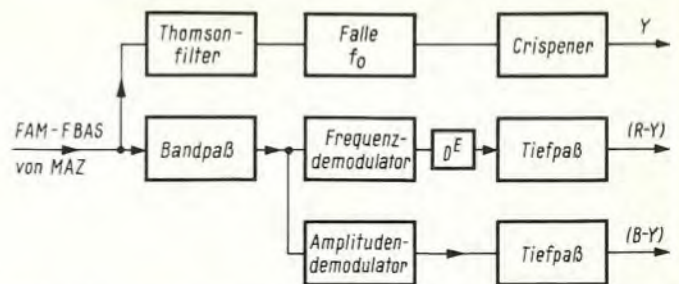 Thomson-
filter
Falle
f0
Crispener
Y
FAM-FBAS
von MAZ
Bandpaß
Frequenz-
demodulator
D^E
Tiefpaß
(R-Y)
Amplituden-
demodulator
Tiefpaß
(B-Y)